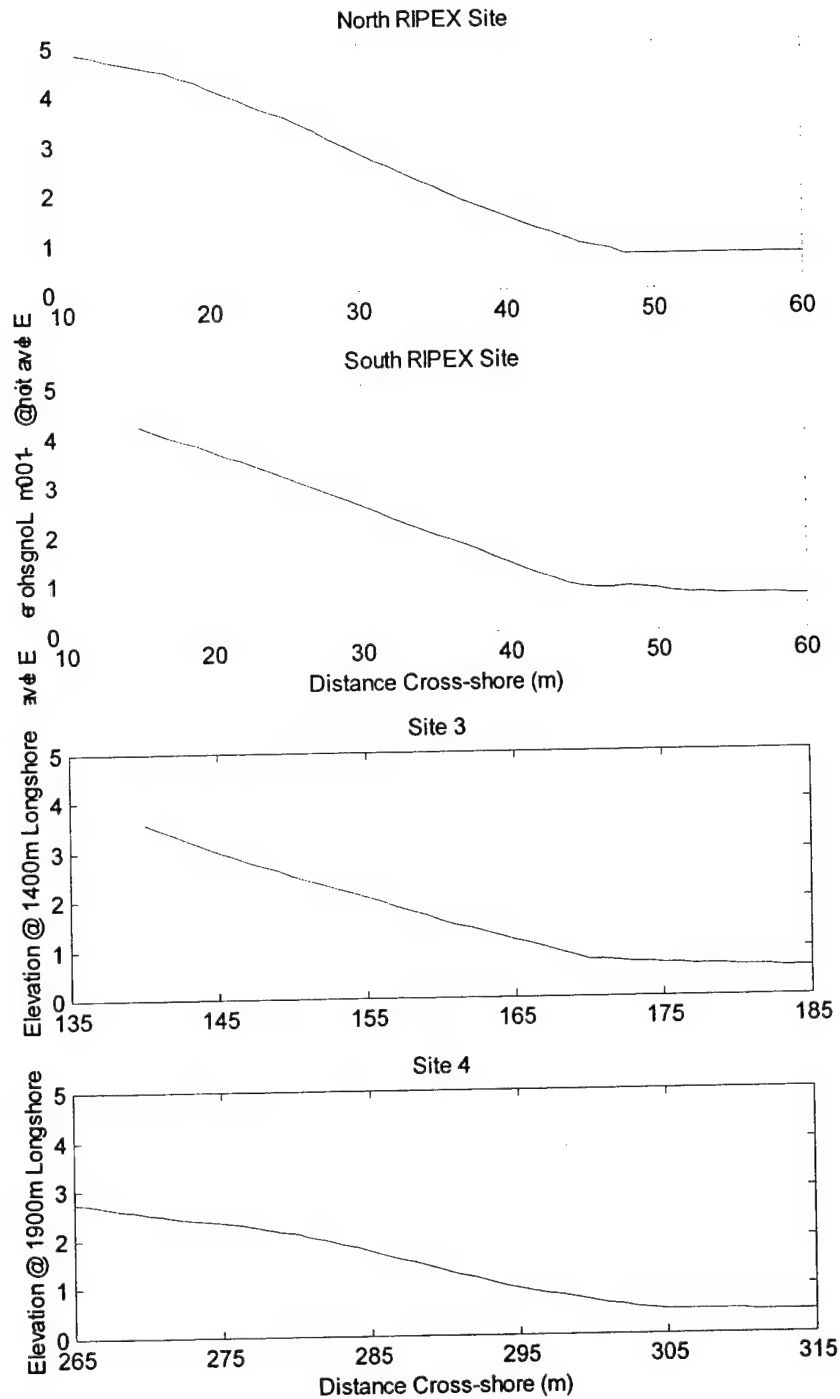 North RIPEX Site
5
4
3
2
1
0
10 20 30 40 50 60
South RIPEX Site
5
4
3
2
1
0
10 20 30 40 50 60
Distance Cross-shore (m)
Site 3
Elevation @ 1400m Longshore
5
4
3
2
1
0
135 145 155 165 175 185
Site 4
Elevation @ 1900m Longshore
5
4
3
2
1
0
265 275 285 295 305 315
Distance Cross-shore (m)